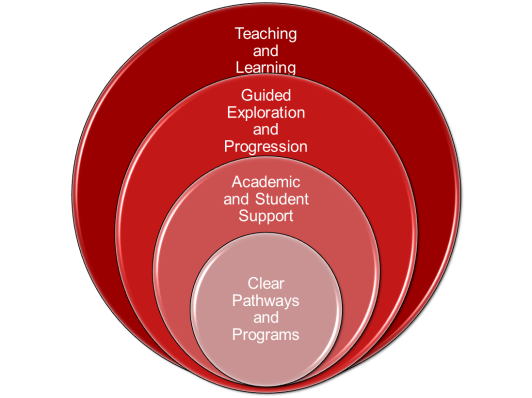 Teaching
and
Learning
Guided
Exploration
and
Progression
Academic
and Student
Support
Clear
Pathways
and
Programs